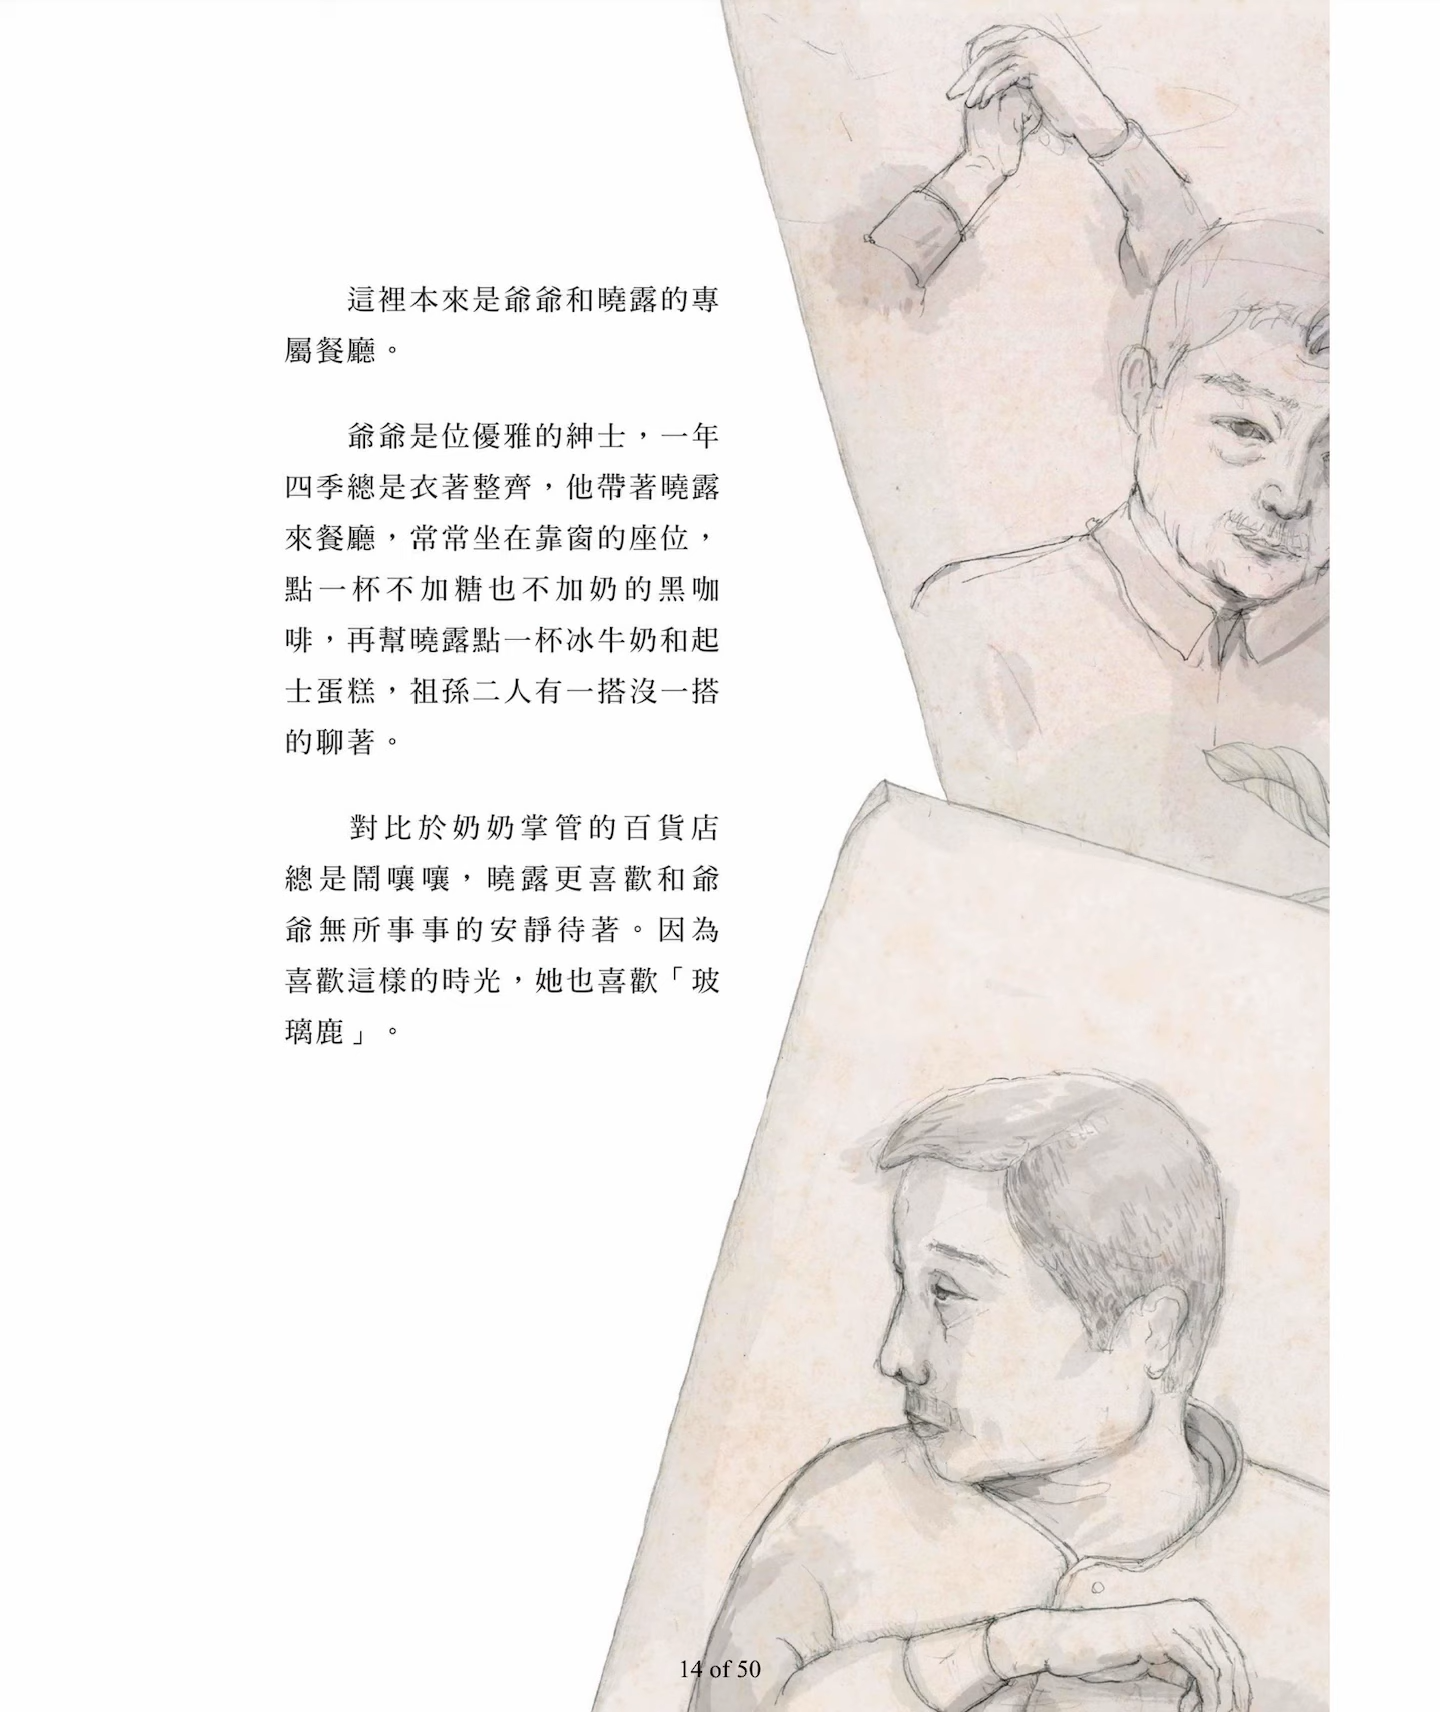 這裡本來是爺爺和曉露的專
屬餐廳。
爺爺是位優雅的紳士，一年
四季總是衣著整齊，他帶著曉露
來餐廳，常常坐在靠窗的座位，
點一杯不加糖也不加奶的黑咖
啡，再幫曉露點一杯冰牛奶和起
士蛋糕，祖孫二人有一搭沒一搭
的聊著。
對比於奶奶掌管的百貨店
總是鬧嚷嚷，曉露更喜歡和爺
爺無所事事的安靜待著。因為
喜歡這樣的時光，她也喜歡「玻
璃鹿」。
14 of 50